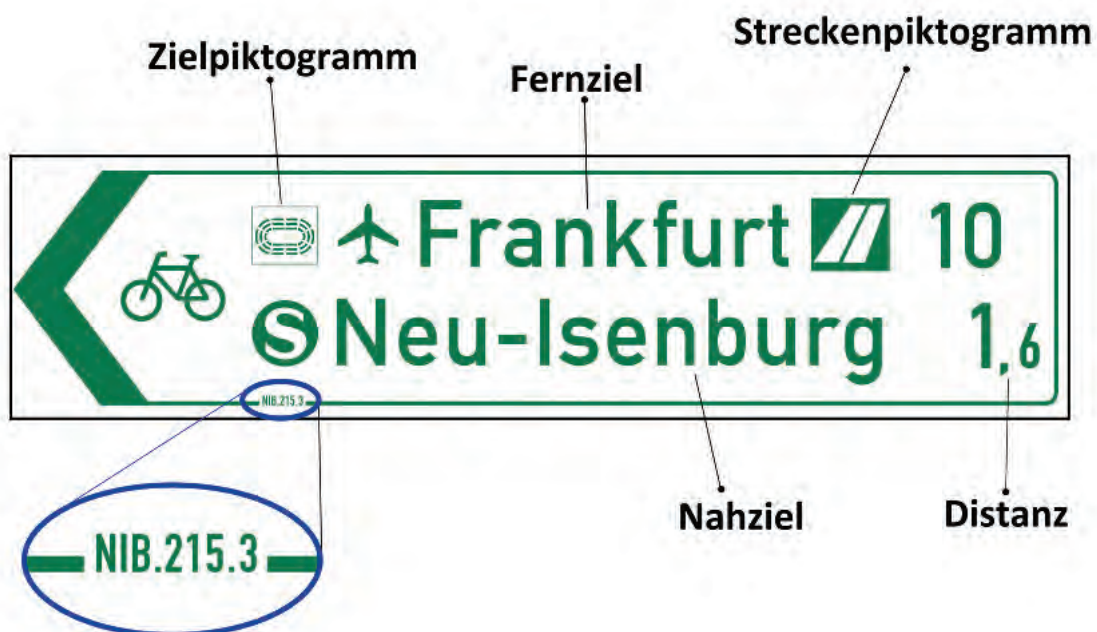 Streckenpiktogramm
Zielpiktogramm
Fernziel
Frankfurt 10
S Neu-Isenburg 1,6
NIB.215.3
Nahziel
Distanz
NIB.215.3